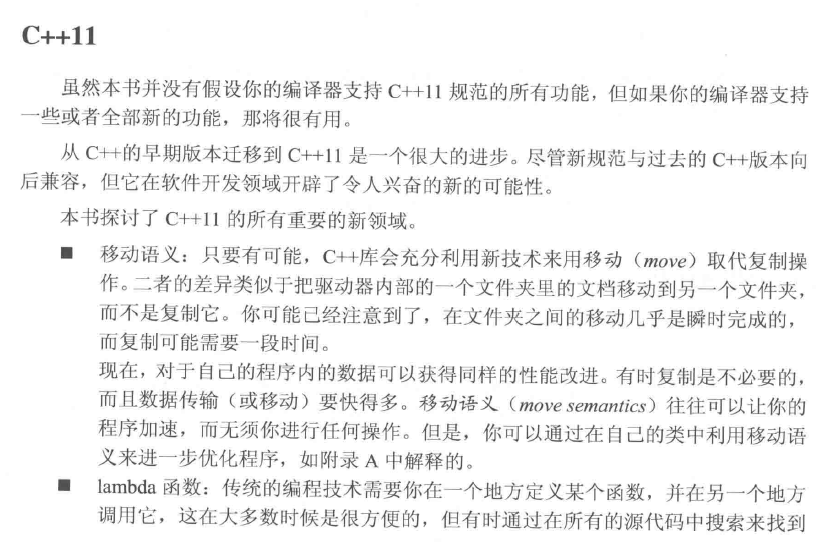 C++11
虽然本书并没有假设你的编译器支持 C++11 规范的所有功能，但如果你的编译器支持
一些或者全部新的功能，那将很有用。
从 C++的早期版本迁移到 C++11 是一个很大的进步。尽管新规范与过去的 C++版本向
后兼容，但它在软件开发领域开辟了令人兴奋的新的可能性。
本书探讨了 C++11 的所有重要的新领域。
■ 移动语义：只要有可能，C++库会充分利用新技术来用移动（move）取代复制操
作。二者的差异类似于把驱动器内部的一个文件夹里的文档移动到另一个文件夹，
而不是复制它。你可能已经注意到了，在文件夹之间的移动几乎是瞬时完成的，
而复制可能需要一段时间。
现在，对于自己的程序内的数据可以获得同样的性能改进。有时复制是不必要的，
而且数据传输（或移动）要快得多。移动语义（move semantics）往往可以让你的
程序加速，而无须你进行任何操作。但是，你可以通过在自己的类中利用移动语
义来进一步优化程序，如附录 A 中解释的。
■ lambda 函数：传统的编程技术需要你在一个地方定义某个函数，并在另一个地方
调用它，这在大多数时候是很方便的，但有时通过在所有的源代码中搜索来找到